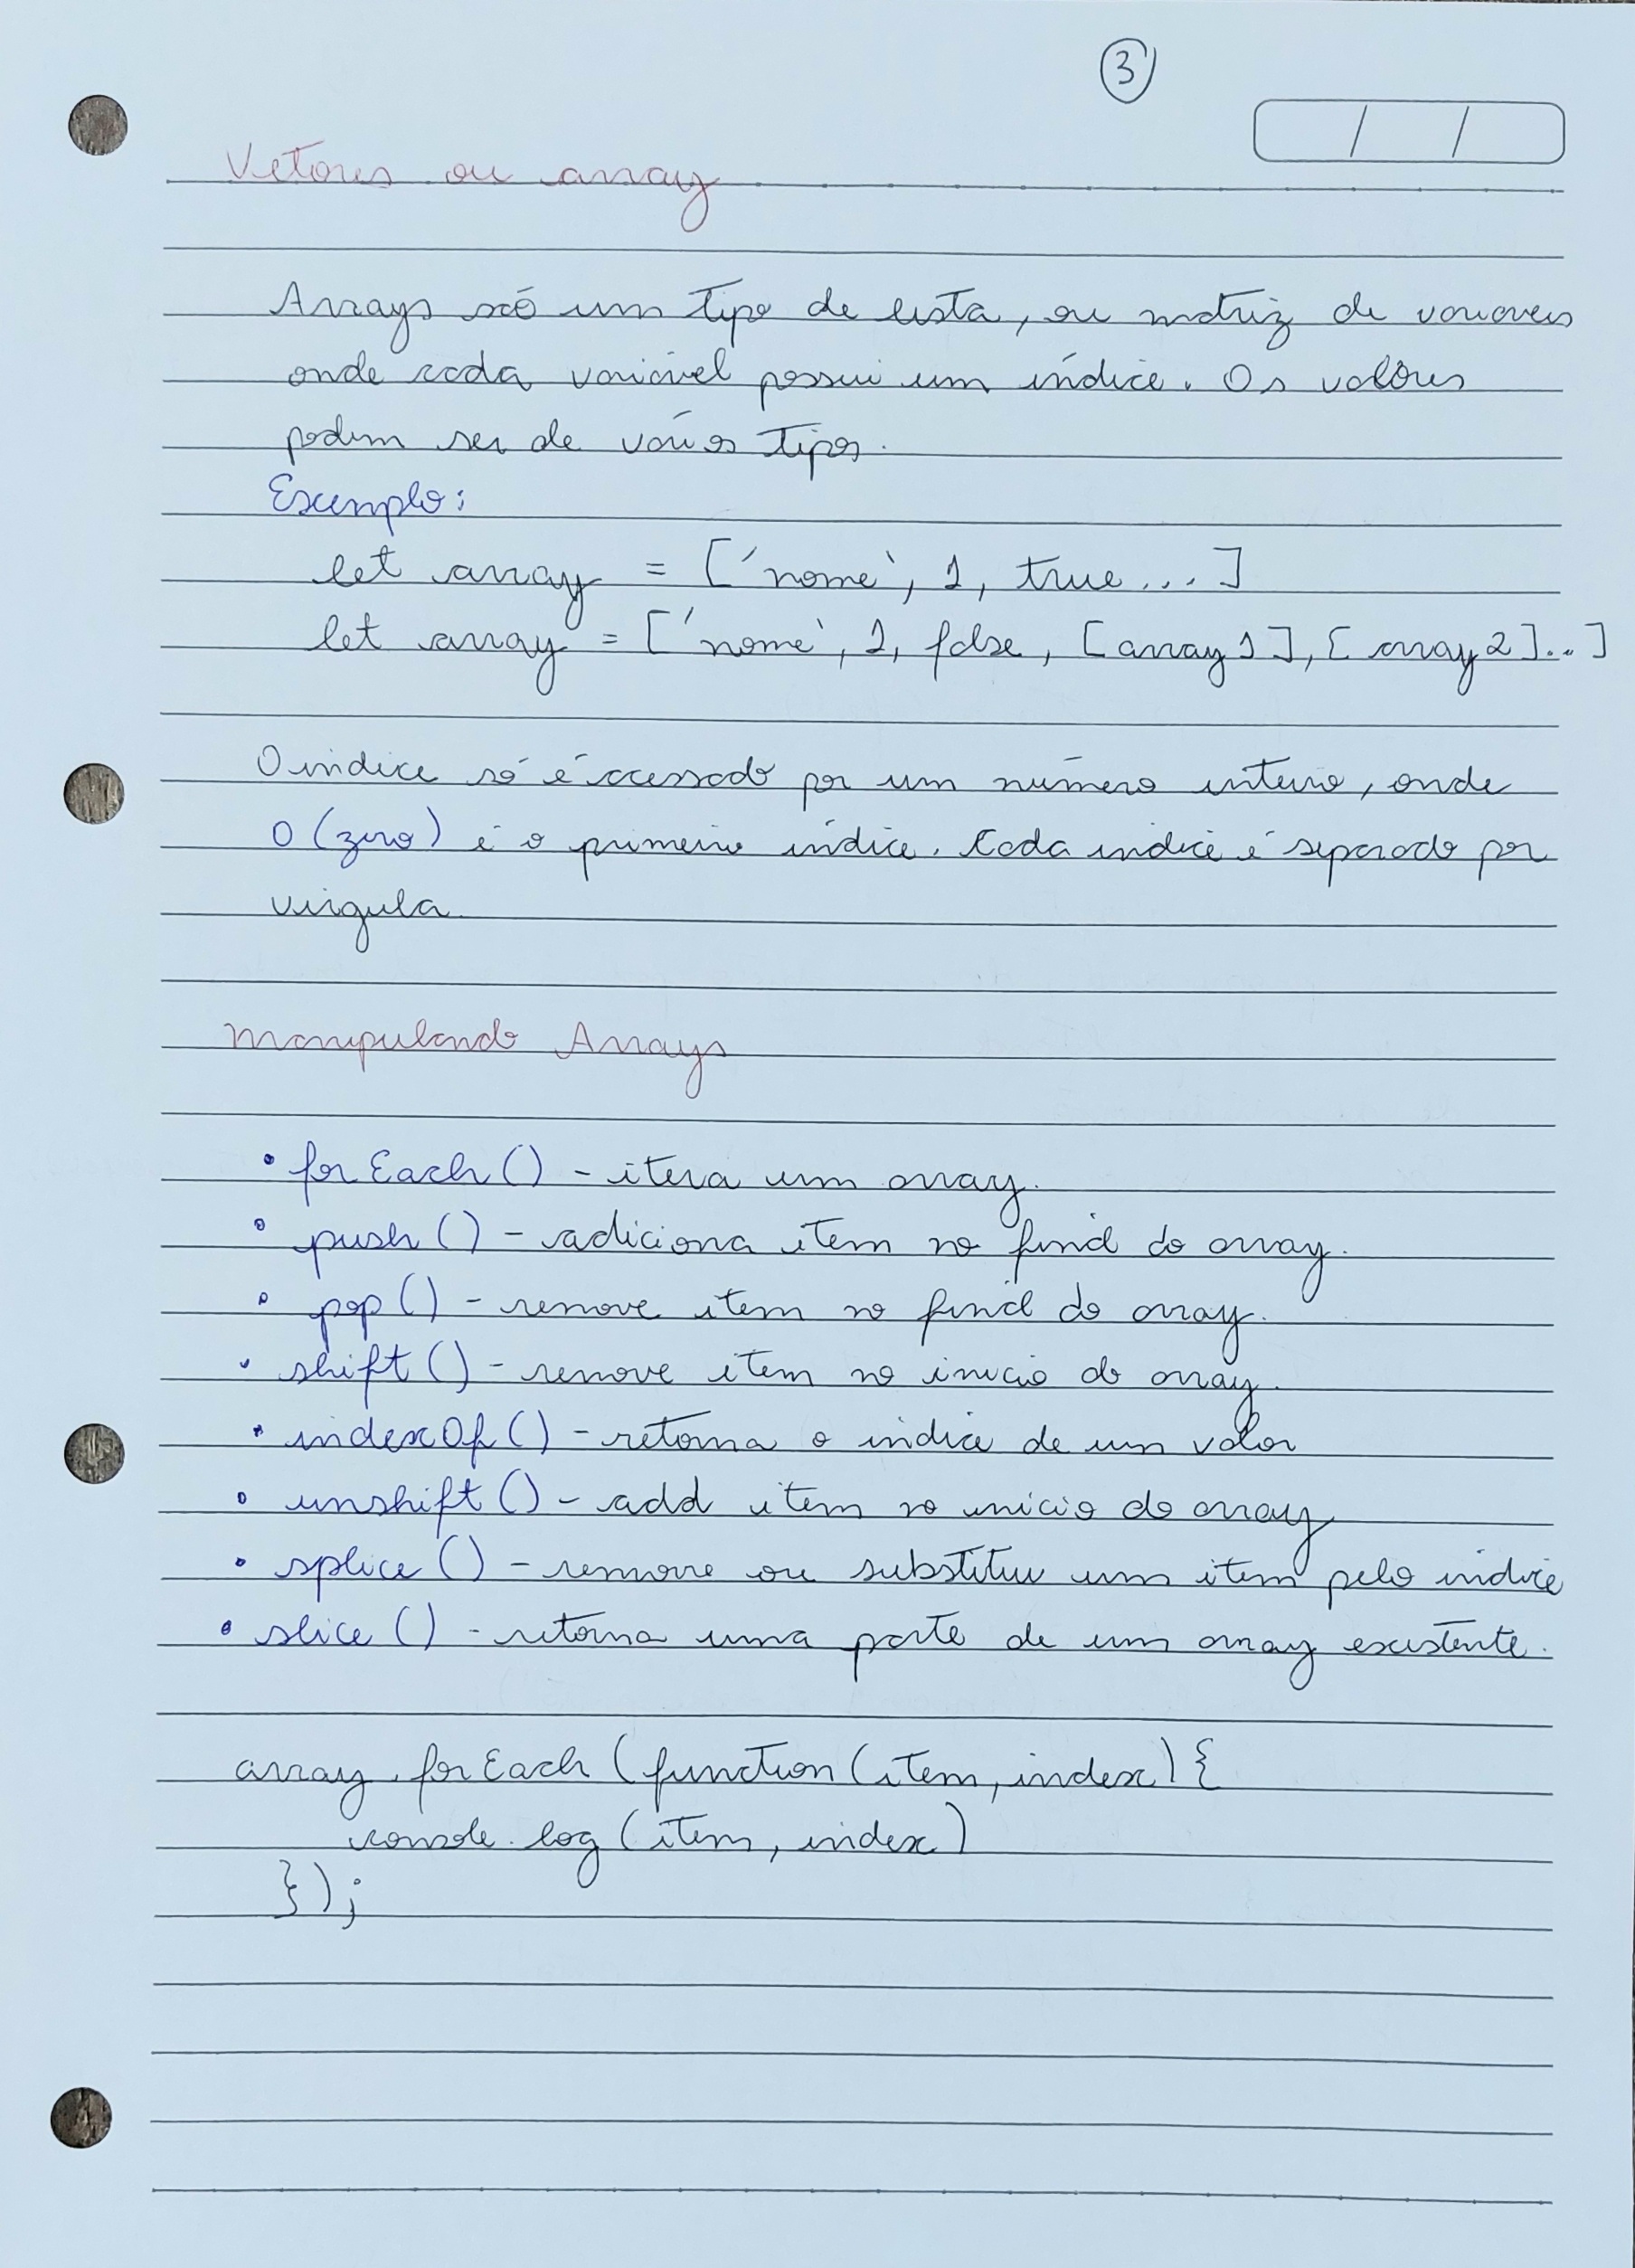 3
/ /
Vetores ou array
Arrays são um tipo de lista, ou matriz de variaveis
onde cada variável possui um índice. Os valores
podem ser de vários tipos.
Exemplo:
let array = ['nome', 1, true...]
let array = ['nome', 1, false, [array1], [array2]...]
O indice só é acessado por um número inteiro, onde
0 (zero) é o primeiro índice. Cada indice é separado por
virgula
Manipulando Arrays
• forEach() - itera um array.
• push() - adiciona item no final do array.
• pop() - remove item no final do array.
• shift() - remove item no inicio do array.
• indexOf() - retorna o indice de um valor
• unshift() - add item no inicio do array
• splice() - remove ou substitui um item pelo indice
• slice() - retorna uma parte de um array existente.
array.forEach(function(item, index){
console.log(item, index)
});